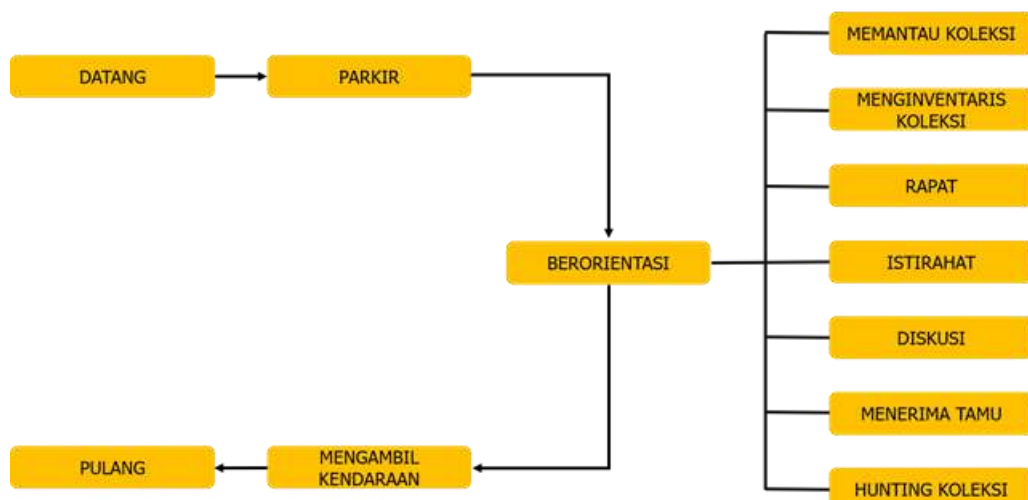 DATANG
PARKIR
BERORIENTASI
MEMANTAU KOLEKSI
MENGINVENTARIS
KOLEKSI
RAPAT
ISTIRAHAT
DISKUSI
MENERIMA TAMU
HUNTING KOLEKSI
MENGAMBIL
KENDARAAN
PULANG